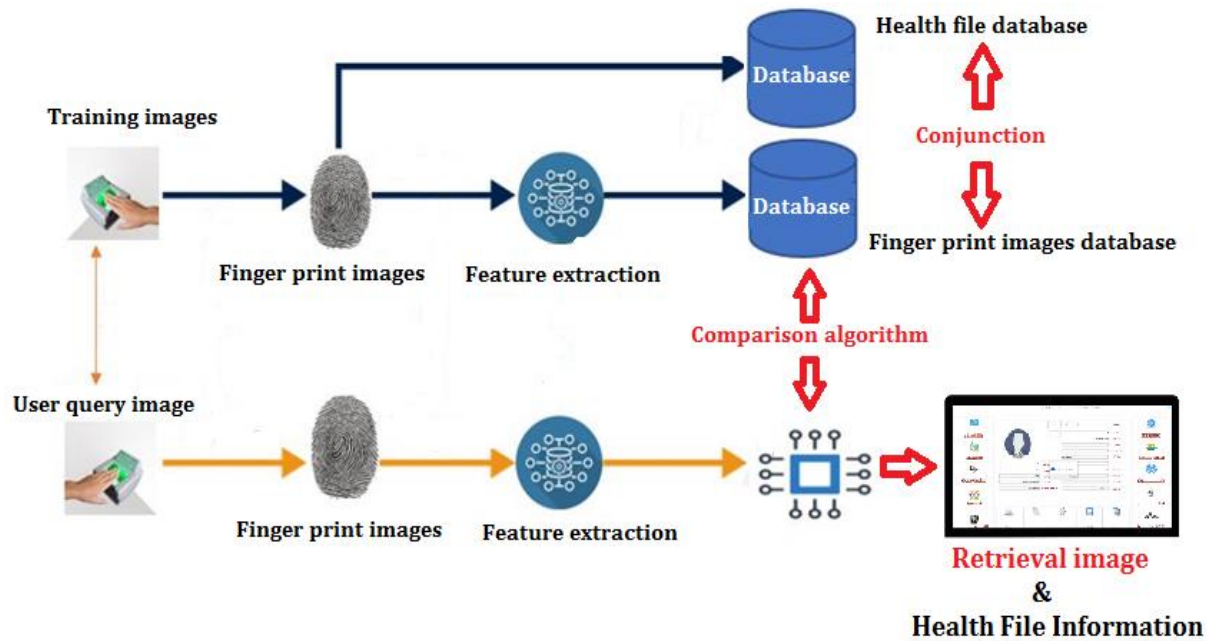 Health file database
Database
Training images
Conjunction
Database
Finger print images database
Finger print images
Feature extraction
Comparison algorithm
User query image
Finger print images
Feature extraction
Retrieval image
&
Health File Information